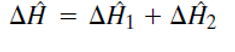 ΔĤ = ΔĤ₁ + ΔĤ₂